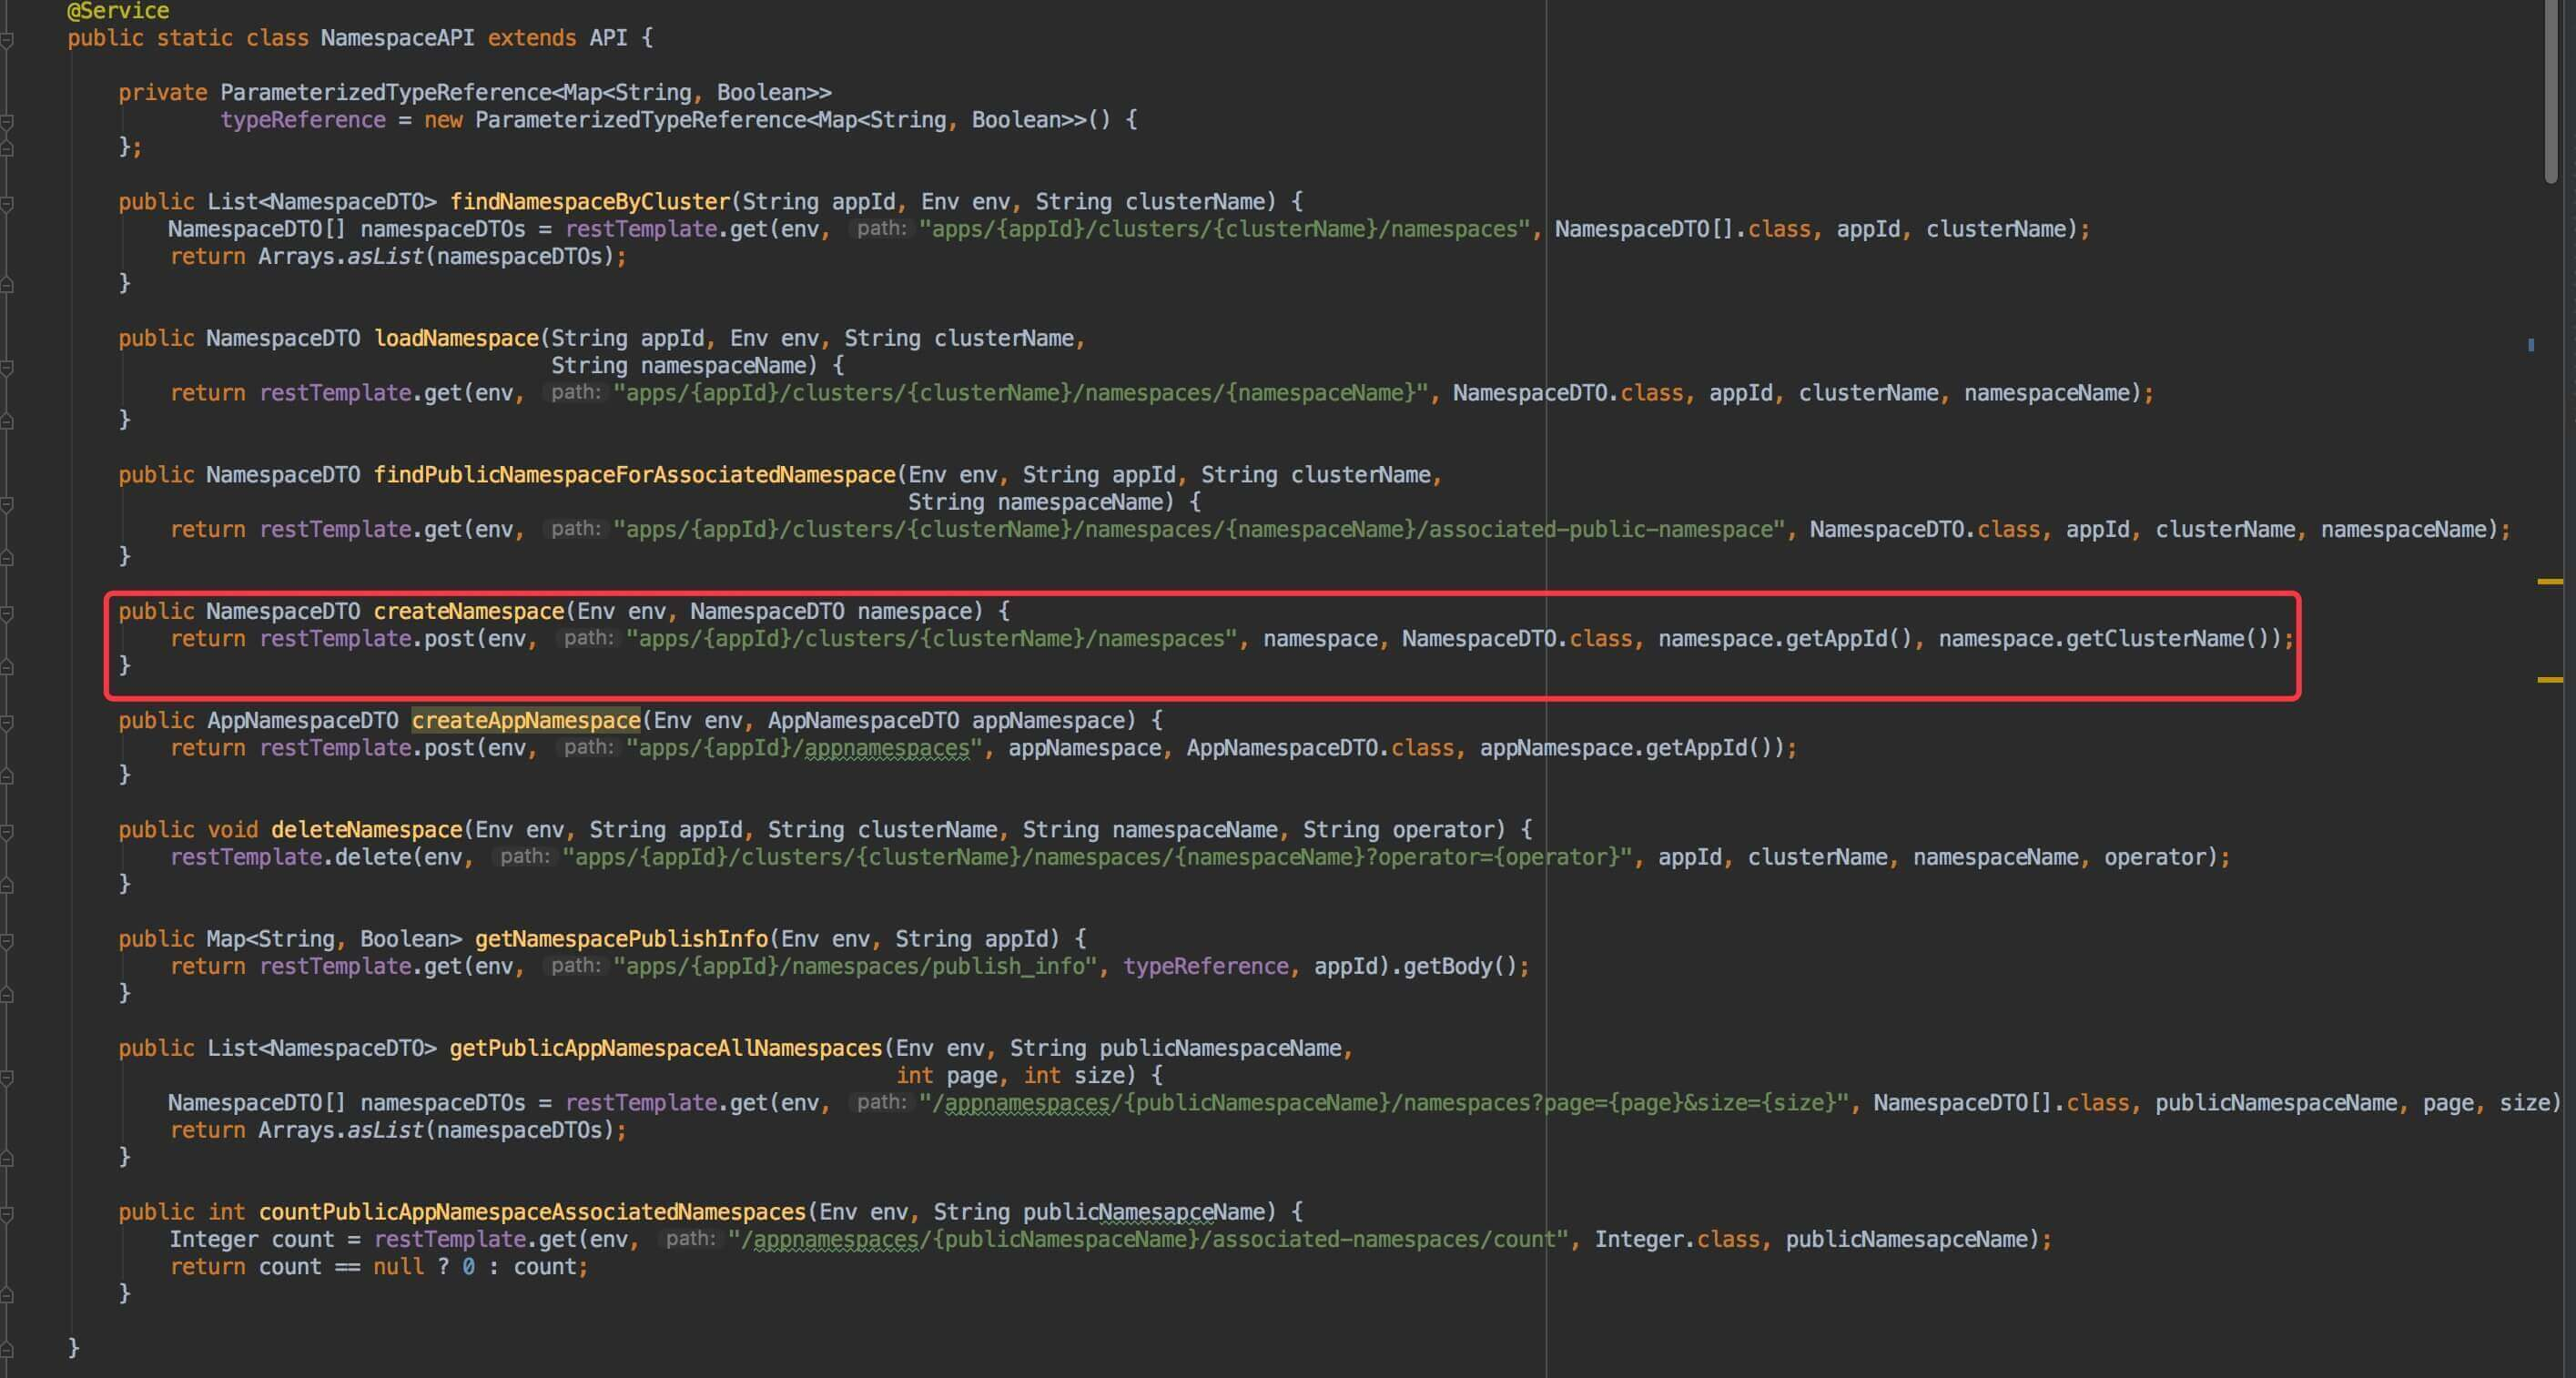 @Service
public static class NamespaceAPI extends API {
private ParameterizedTypeReference<Map<String, Boolean>>
typeReference = new ParameterizedTypeReference<Map<String, Boolean>>() {
};
public List<NamespaceDTO> findNamespaceByCluster(String appId, Env env, String clusterName) {
NamespaceDTO[] namespaceDTOs = restTemplate.get(env, path: "apps/{appId}/clusters/{clusterName}/namespaces", NamespaceDTO[].class, appId, clusterName);
return Arrays.asList(namespaceDTOs);
}
public NamespaceDTO loadNamespace(String appId, Env env, String clusterName,
String namespaceName) {
return restTemplate.get(env, path: "apps/{appId}/clusters/{clusterName}/namespaces/{namespaceName}", NamespaceDTO.class, appId, clusterName, namespaceName);
}
public NamespaceDTO findPublicNamespaceForAssociatedNamespace(Env env, String appId, String clusterName,
String namespaceName) {
return restTemplate.get(env, path: "apps/{appId}/clusters/{clusterName}/namespaces/{namespaceName}/associated-public-namespace", NamespaceDTO.class, appId, clusterName, namespaceName);
}
public NamespaceDTO createNamespace(Env env, NamespaceDTO namespace) {
return restTemplate.post(env, path: "apps/{appId}/clusters/{clusterName}/namespaces", namespace, NamespaceDTO.class, namespace.getAppId(), namespace.getClusterName());
}
public AppNamespaceDTO createAppNamespace(Env env, AppNamespaceDTO appNamespace) {
return restTemplate.post(env, path: "apps/{appId}/appnamespaces", appNamespace, AppNamespaceDTO.class, appNamespace.getAppId());
}
public void deleteNamespace(Env env, String appId, String clusterName, String namespaceName, String operator) {
restTemplate.delete(env, path: "apps/{appId}/clusters/{clusterName}/namespaces/{namespaceName}?operator={operator}", appId, clusterName, namespaceName, operator);
}
public Map<String, Boolean> getNamespacePublishInfo(Env env, String appId) {
return restTemplate.get(env, path: "apps/{appId}/namespaces/publish_info", typeReference, appId).getBody();
}
public List<NamespaceDTO> getPublicAppNamespaceAllNamespaces(Env env, String publicNamespaceName,
int page, int size) {
NamespaceDTO[] namespaceDTOs = restTemplate.get(env, path: "/appnamespaces/{publicNamespaceName}/namespaces?page={page}&size={size}", NamespaceDTO[].class, publicNamespaceName, page, size)
return Arrays.asList(namespaceDTOs);
}
public int countPublicAppNamespaceAssociatedNamespaces(Env env, String publicNamesapceName) {
Integer count = restTemplate.get(env, path: "/appnamespaces/{publicNamespaceName}/associated-namespaces/count", Integer.class, publicNamesapceName);
return count == null ? 0 : count;
}
}